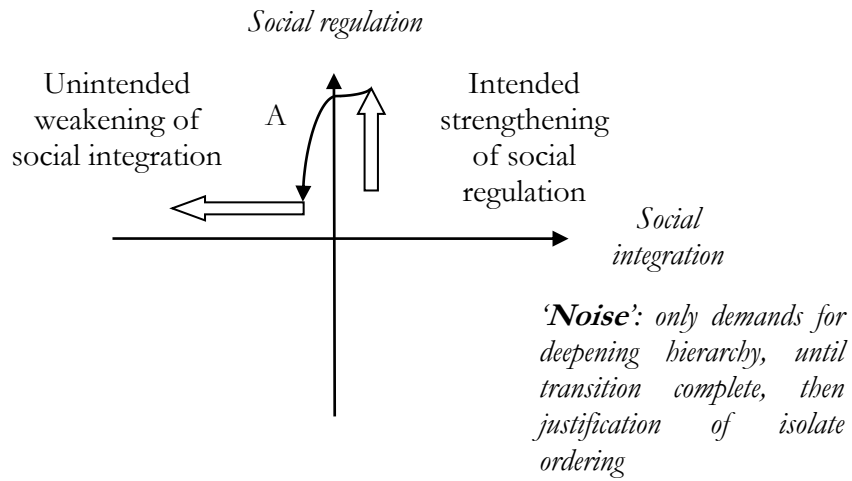 Social regulation
Unintended
weakening of
social integration
A
Intended
strengthening
of social
regulation
Social
integration
‘Noise’: only demands for
deepening hierarchy, until
transition complete, then
justification of isolate
ordering